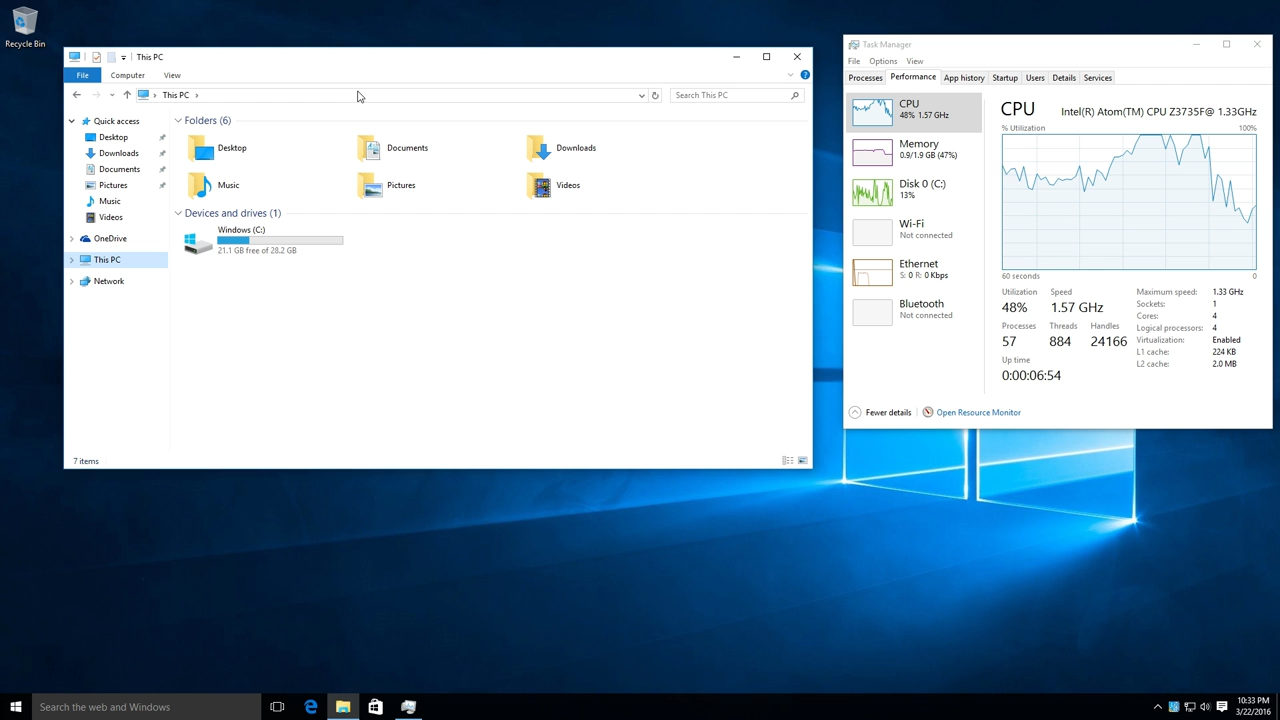 Recycle Bin
This PC
File
Computer
View
This PC
Search This PC
Quick access
Desktop
Downloads
Documents
Pictures
Music
Videos
OneDrive
This PC
Network
Folders (6)
Desktop
Documents
Downloads
Music
Pictures
Videos
Devices and drives (1)
Windows (C:)
21.1 GB free of 28.2 GB
7 items
Task Manager
File Options View
Processes Performance App history Startup Users Details Services
CPU
48% 1.57 GHz
Memory
0.9/1.9 GB (47%)
Disk 0 (C:)
13%
Wi-Fi
Not connected
Ethernet
S: 0 R: 0 Kbps
Bluetooth
Not connected
CPU Intel(R) Atom(TM) CPU Z3735F@ 1.33GHz
% Utilization 100%
60 seconds 0
Utilization Speed
48% 1.57 GHz
Processes Threads Handles
57 884 24166
Up time
0:00:06:54
Maximum speed: 1.33 GHz
Sockets: 1
Cores: 4
Logical processors: 4
Virtualization: Enabled
L1 cache: 224 KB
L2 cache: 2.0 MB
Fewer details
Open Resource Monitor
Search the web and Windows
10:33 PM
3/22/2016